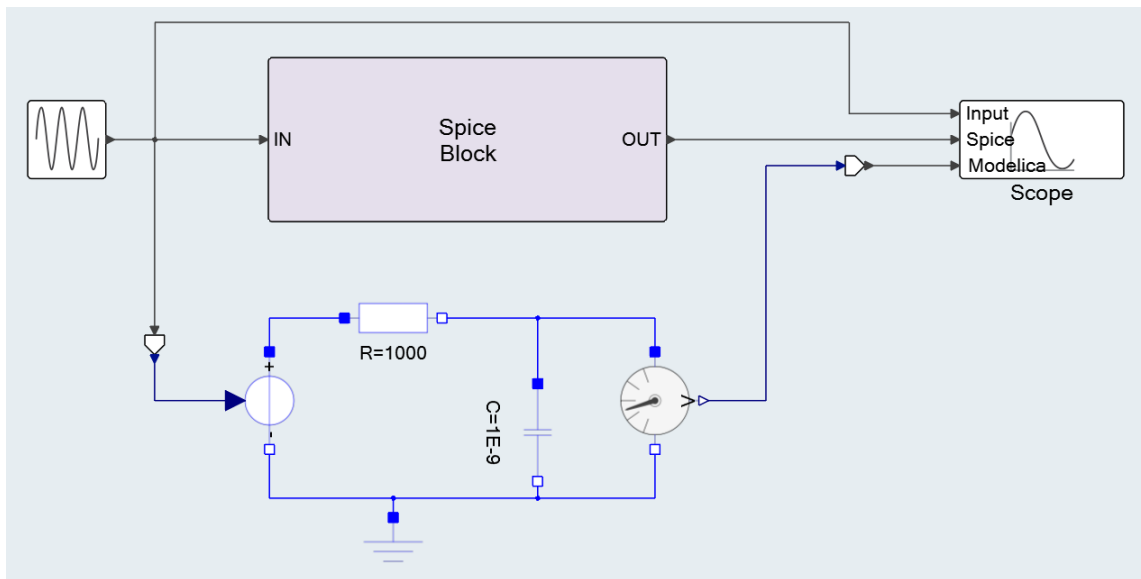 Input
Spice
Block
IN
OUT
Spice
Modelica
Scope
R=1000
+
-
C=1E-9
V